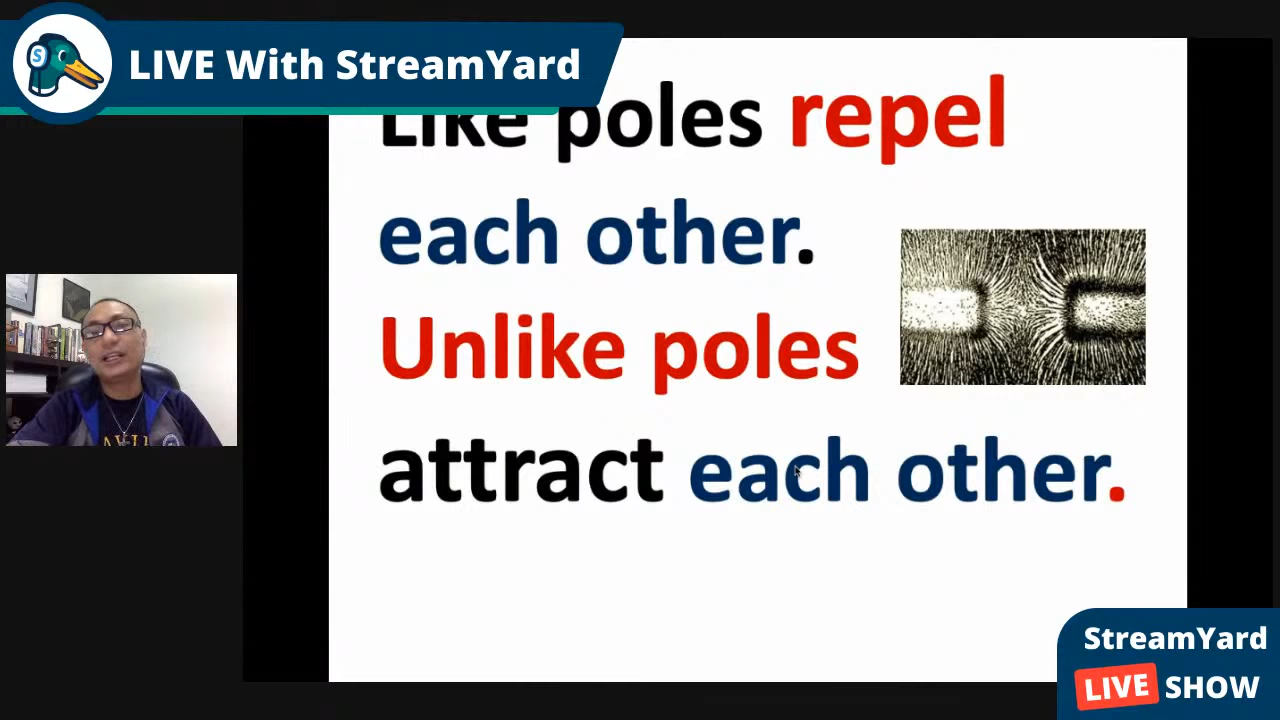 LIVE With StreamYard
Like poles repel
each other.
Unlike poles
attract each other.
StreamYard
LIVE SHOW